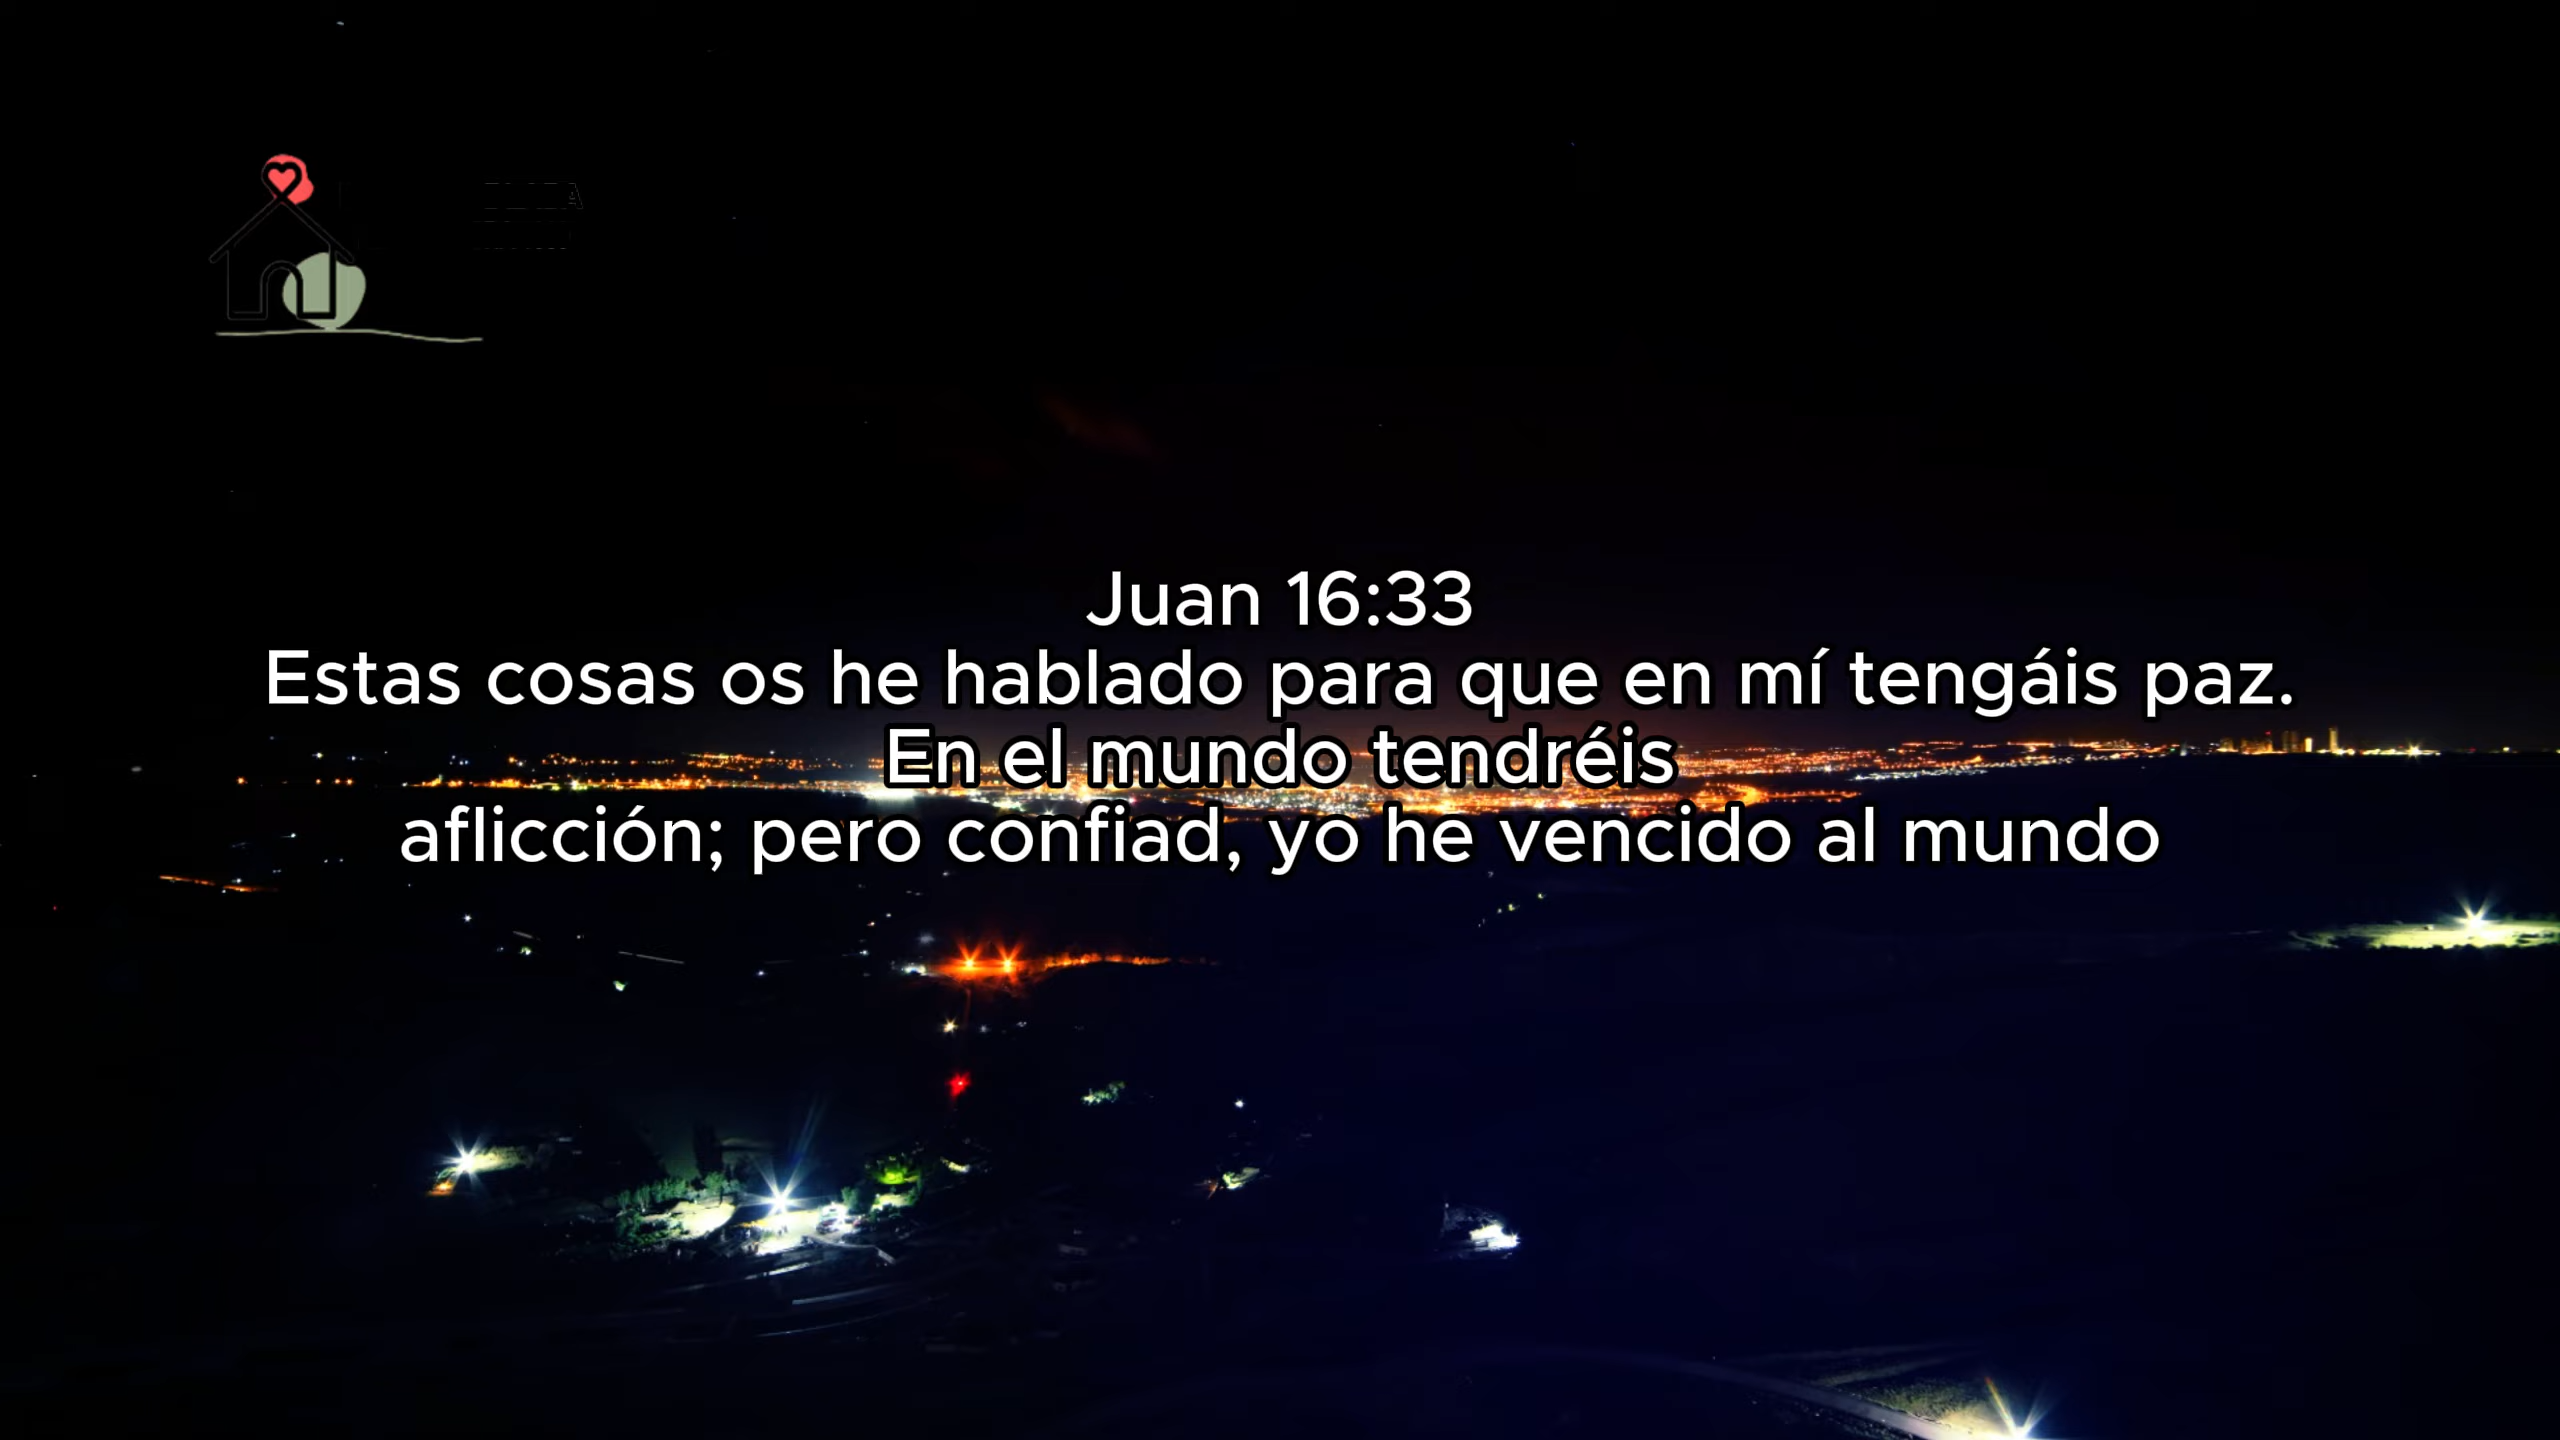 Juan 16:33
Estas cosas os he hablado para que en mí tengáis paz.
En el mundo tendréis
aflicción; pero confiad, yo he vencido al mundo